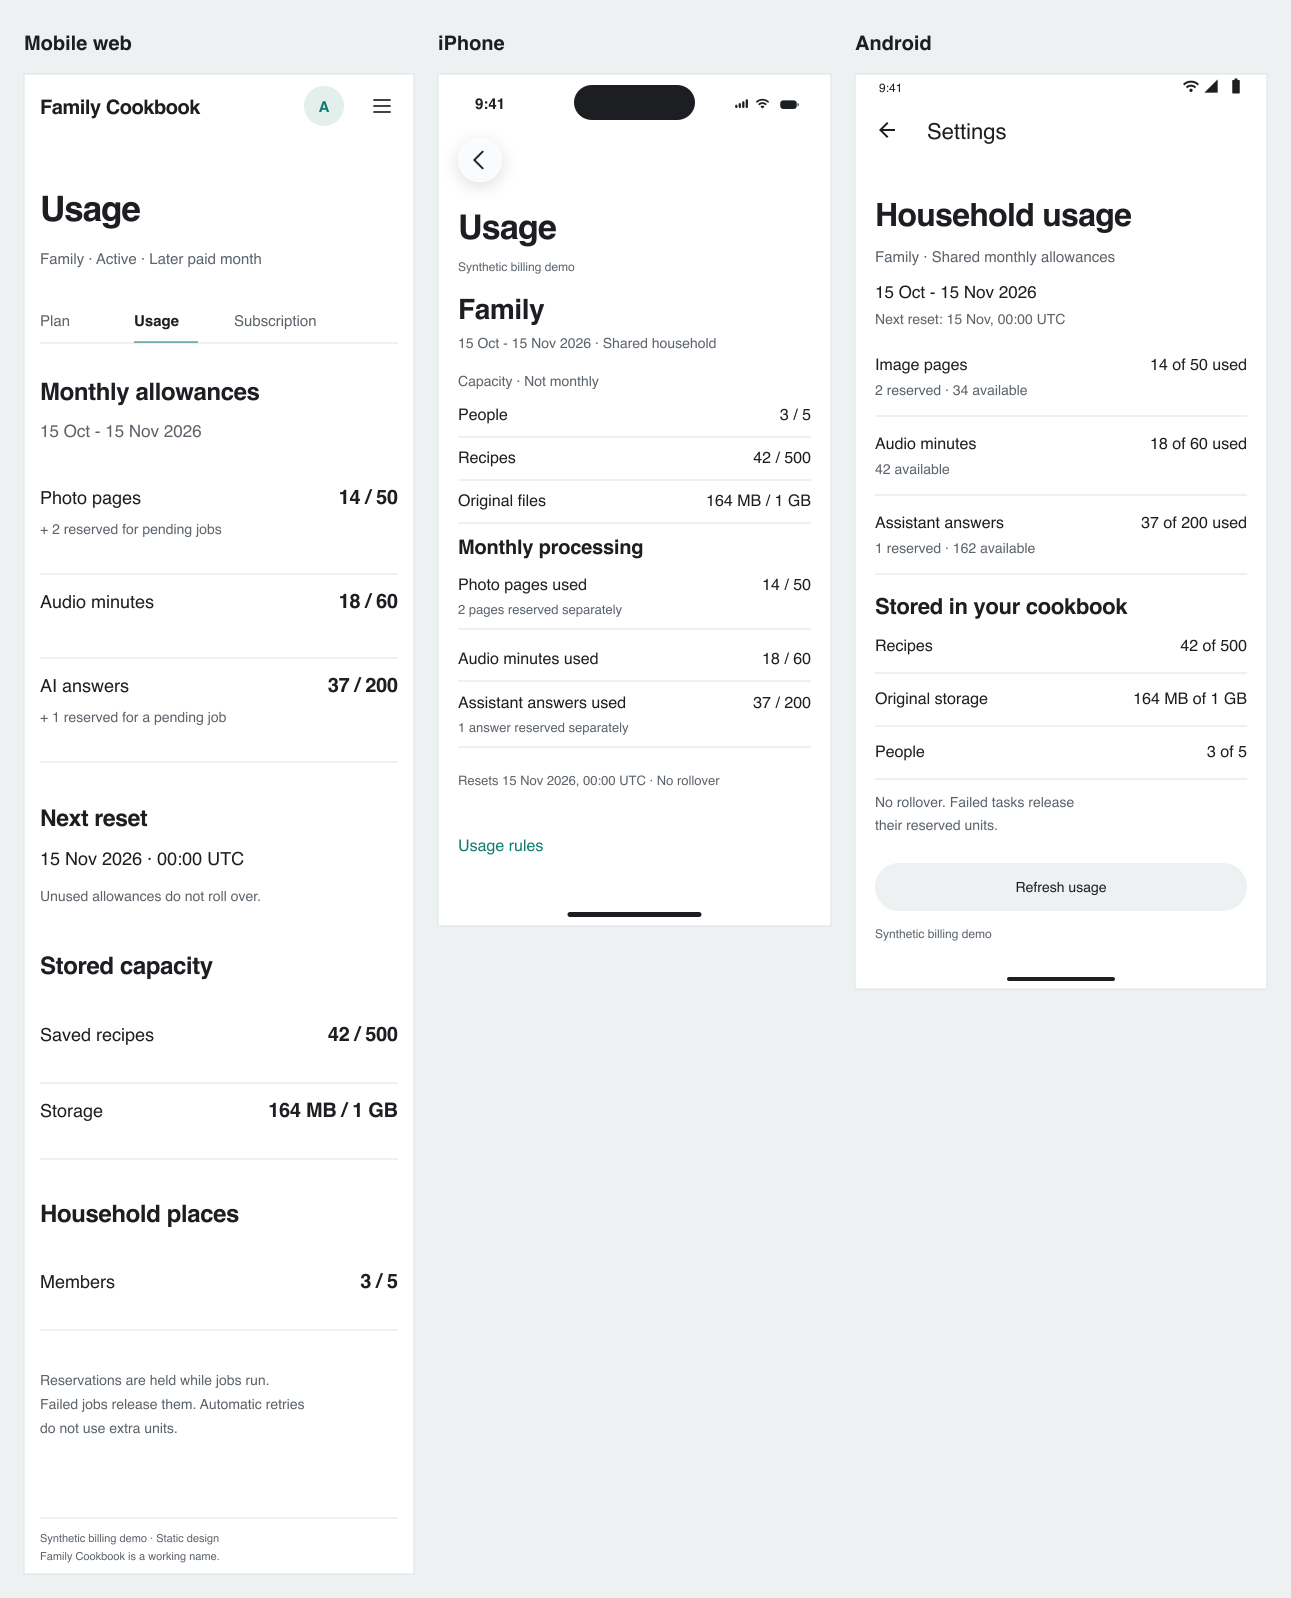 Mobile web
Family Cookbook
A
Usage
Family · Active · Later paid month
Plan Usage Subscription
Monthly allowances
15 Oct - 15 Nov 2026
Photo pages 14 / 50
+ 2 reserved for pending jobs
Audio minutes 18 / 60
AI answers 37 / 200
+ 1 reserved for a pending job
Next reset
15 Nov 2026 · 00:00 UTC
Unused allowances do not roll over.
Stored capacity
Saved recipes 42 / 500
Storage 164 MB / 1 GB
Household places
Members 3 / 5
Reservations are held while jobs run.
Failed jobs release them. Automatic retries
do not use extra units.
Synthetic billing demo · Static design
Family Cookbook is a working name.
iPhone
9:41
Usage
Synthetic billing demo
Family
15 Oct - 15 Nov 2026 · Shared household
Capacity · Not monthly
People 3 / 5
Recipes 42 / 500
Original files 164 MB / 1 GB
Monthly processing
Photo pages used 14 / 50
2 pages reserved separately
Audio minutes used 18 / 60
Assistant answers used 37 / 200
1 answer reserved separately
Resets 15 Nov 2026, 00:00 UTC · No rollover
Usage rules
Android
9:41
Settings
Household usage
Family · Shared monthly allowances
15 Oct - 15 Nov 2026
Next reset: 15 Nov, 00:00 UTC
Image pages 14 of 50 used
2 reserved · 34 available
Audio minutes 18 of 60 used
42 available
Assistant answers 37 of 200 used
1 reserved · 162 available
Stored in your cookbook
Recipes 42 of 500
Original storage 164 MB of 1 GB
People 3 of 5
No rollover. Failed tasks release
their reserved units.
Refresh usage
Synthetic billing demo